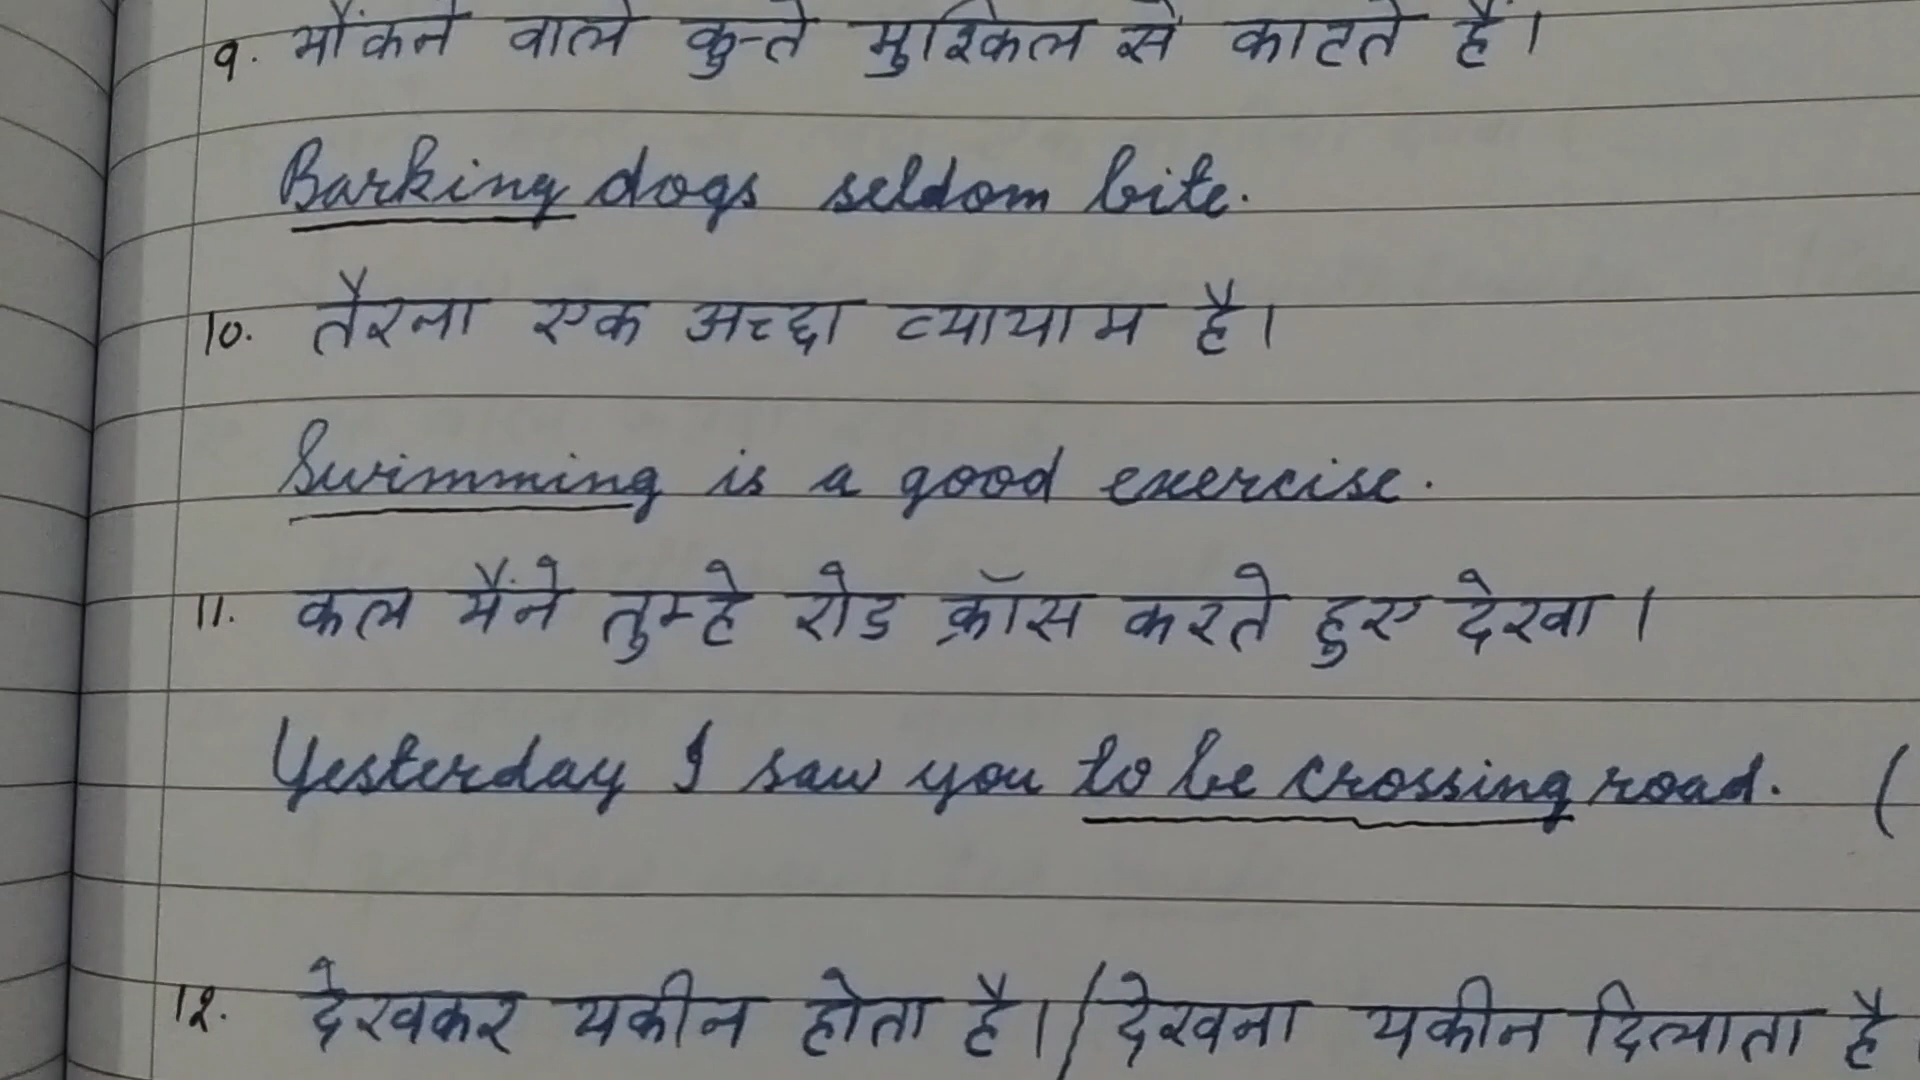 9. भौंकने वाले कुत्ते मुश्किल से काटते हैं।
Barking dogs seldom bite.
10. तैरना एक अच्छा व्यायाम है।
Swimming is a good exercise.
11. कल मैंने तुम्हे रोड क्रॉस करते हुए देखा।
Yesterday I saw you to be crossing road. (
12. देखकर यकीन होता है।/देखना यकीन दिलाता है